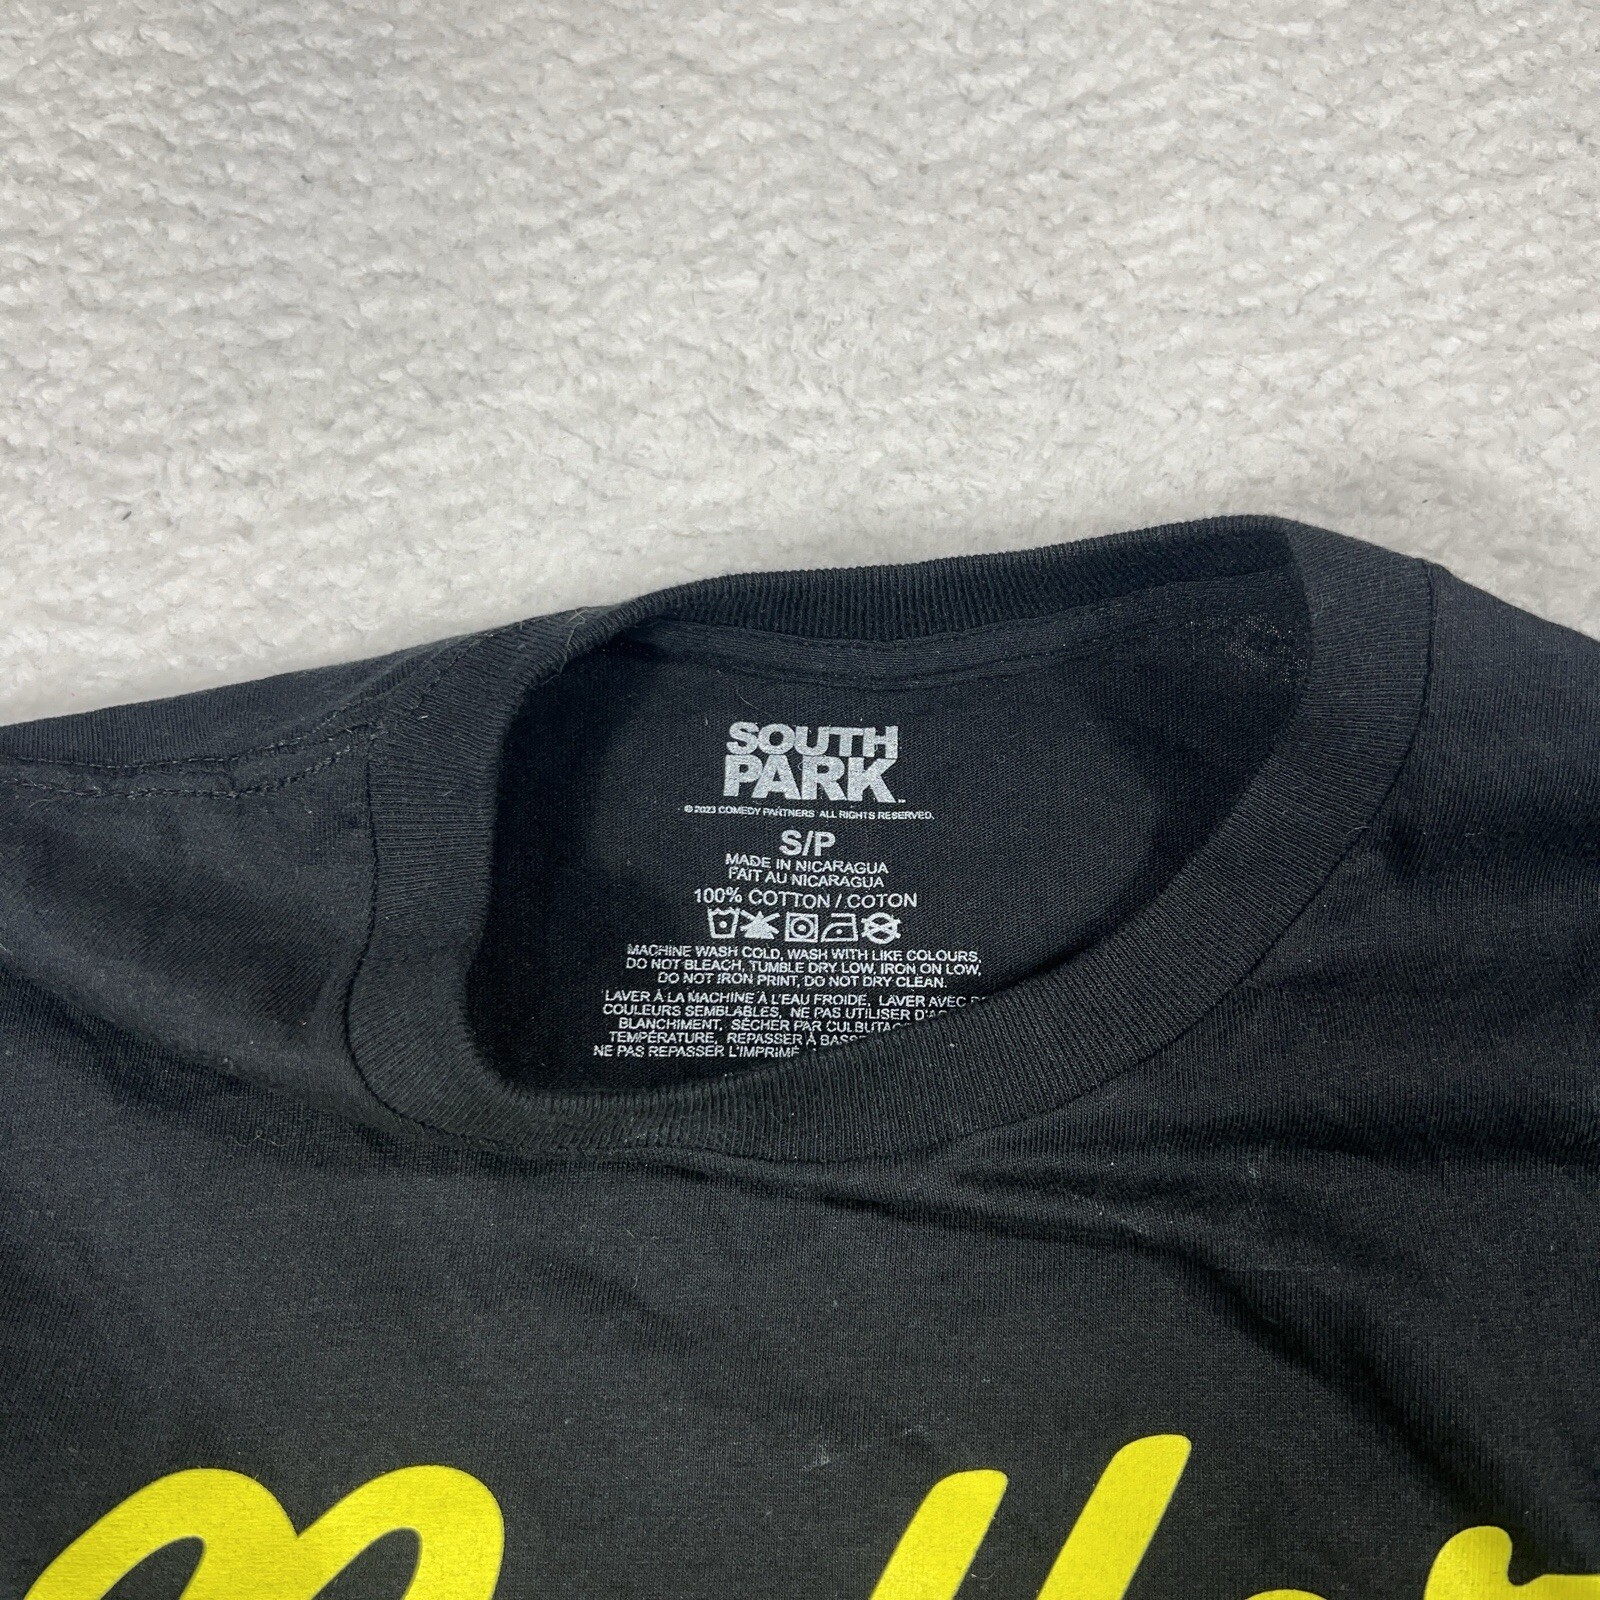 SOUTH
PARK™
© 2023 COMEDY PARTNERS ALL RIGHTS RESERVED.
S/P
MADE IN NICARAGUA
FAIT AU NICARAGUA
100% COTTON / COTON
MACHINE WASH COLD, WASH WITH LIKE COLOURS,
DO NOT BLEACH, TUMBLE DRY LOW, IRON ON LOW,
DO NOT IRON PRINT, DO NOT DRY CLEAN.
LAVER À LA MACHINE À L'EAU FROIDE, LAVER AVEC
COULEURS SEMBLABLES, NE PAS UTILISER
BLANCHIMENT, SÉCHER PAR
TEMPÉRATURE, REPASSER À
NE PAS REPASSER L'IMPRIMÉ